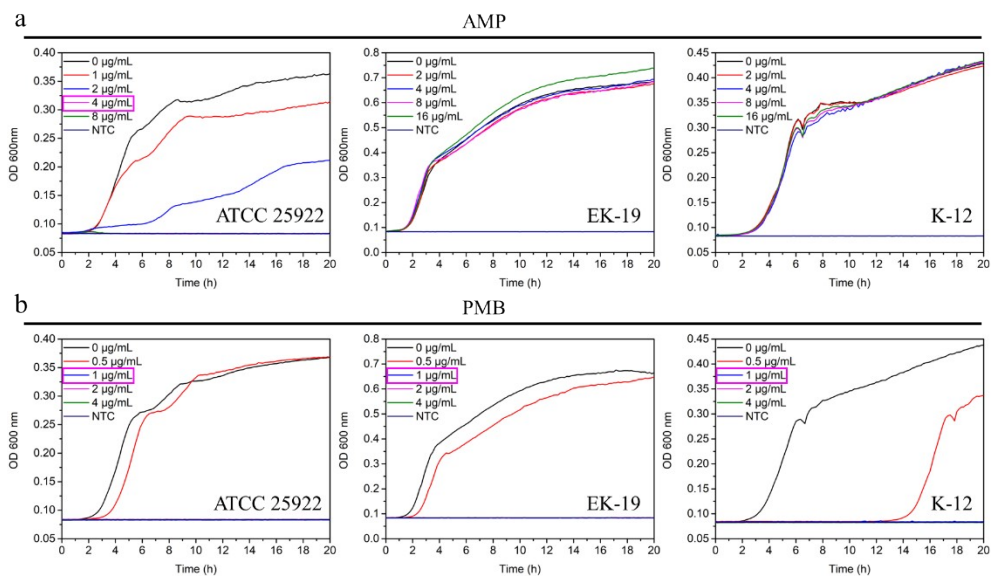 a
AMP
0 µg/mL
1 µg/mL
2 µg/mL
4 µg/mL
8 µg/mL
NTC
ATCC 25922
OD 600nm
0.40
0.35
0.30
0.25
0.20
0.15
0.10
0.05
0 2 4 6 8 10 12 14 16 18 20
Time (h)
0 µg/mL
2 µg/mL
4 µg/mL
8 µg/mL
16 µg/mL
NTC
EK-19
OD 600nm
0.8
0.7
0.6
0.5
0.4
0.3
0.2
0.1
0.0
0 2 4 6 8 10 12 14 16 18 20
Time (h)
0 µg/mL
2 µg/mL
4 µg/mL
8 µg/mL
16 µg/mL
NTC
K-12
OD 600nm
0.45
0.40
0.35
0.30
0.25
0.20
0.15
0.10
0.05
0 2 4 6 8 10 12 14 16 18 20
Time (h)
b
PMB
0 µg/mL
0.5 µg/mL
1 µg/mL
2 µg/mL
4 µg/mL
NTC
ATCC 25922
OD 600 nm
0.40
0.35
0.30
0.25
0.20
0.15
0.10
0.05
0 2 4 6 8 10 12 14 16 18 20
Time (h)
0 µg/mL
0.5 µg/mL
1 µg/mL
2 µg/mL
4 µg/mL
NTC
EK-19
OD 600 nm
0.8
0.7
0.6
0.5
0.4
0.3
0.2
0.1
0.0
0 2 4 6 8 10 12 14 16 18 20
Time (h)
0 µg/mL
0.5 µg/mL
1 µg/mL
2 µg/mL
4 µg/mL
NTC
K-12
OD 600 nm
0.45
0.40
0.35
0.30
0.25
0.20
0.15
0.10
0.05
0 2 4 6 8 10 12 14 16 18 20
Time (h)